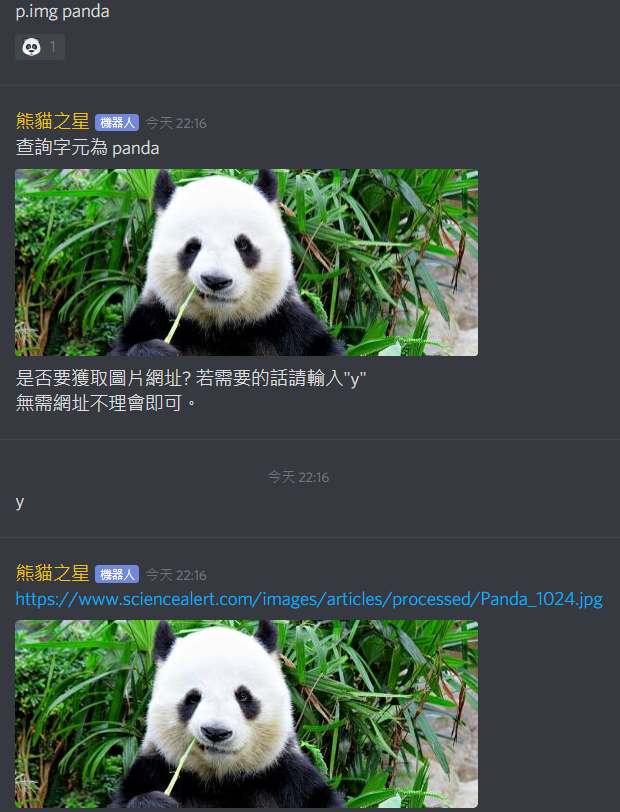 p.img panda
1
熊貓之星 機器人 今天 22:16
查詢字元為 panda
是否要獲取圖片網址? 若需要的話請輸入"y"
無需網址不理會即可。
今天 22:16
y
熊貓之星 機器人 今天 22:16
https://www.sciencealert.com/images/articles/processed/Panda_1024.jpg